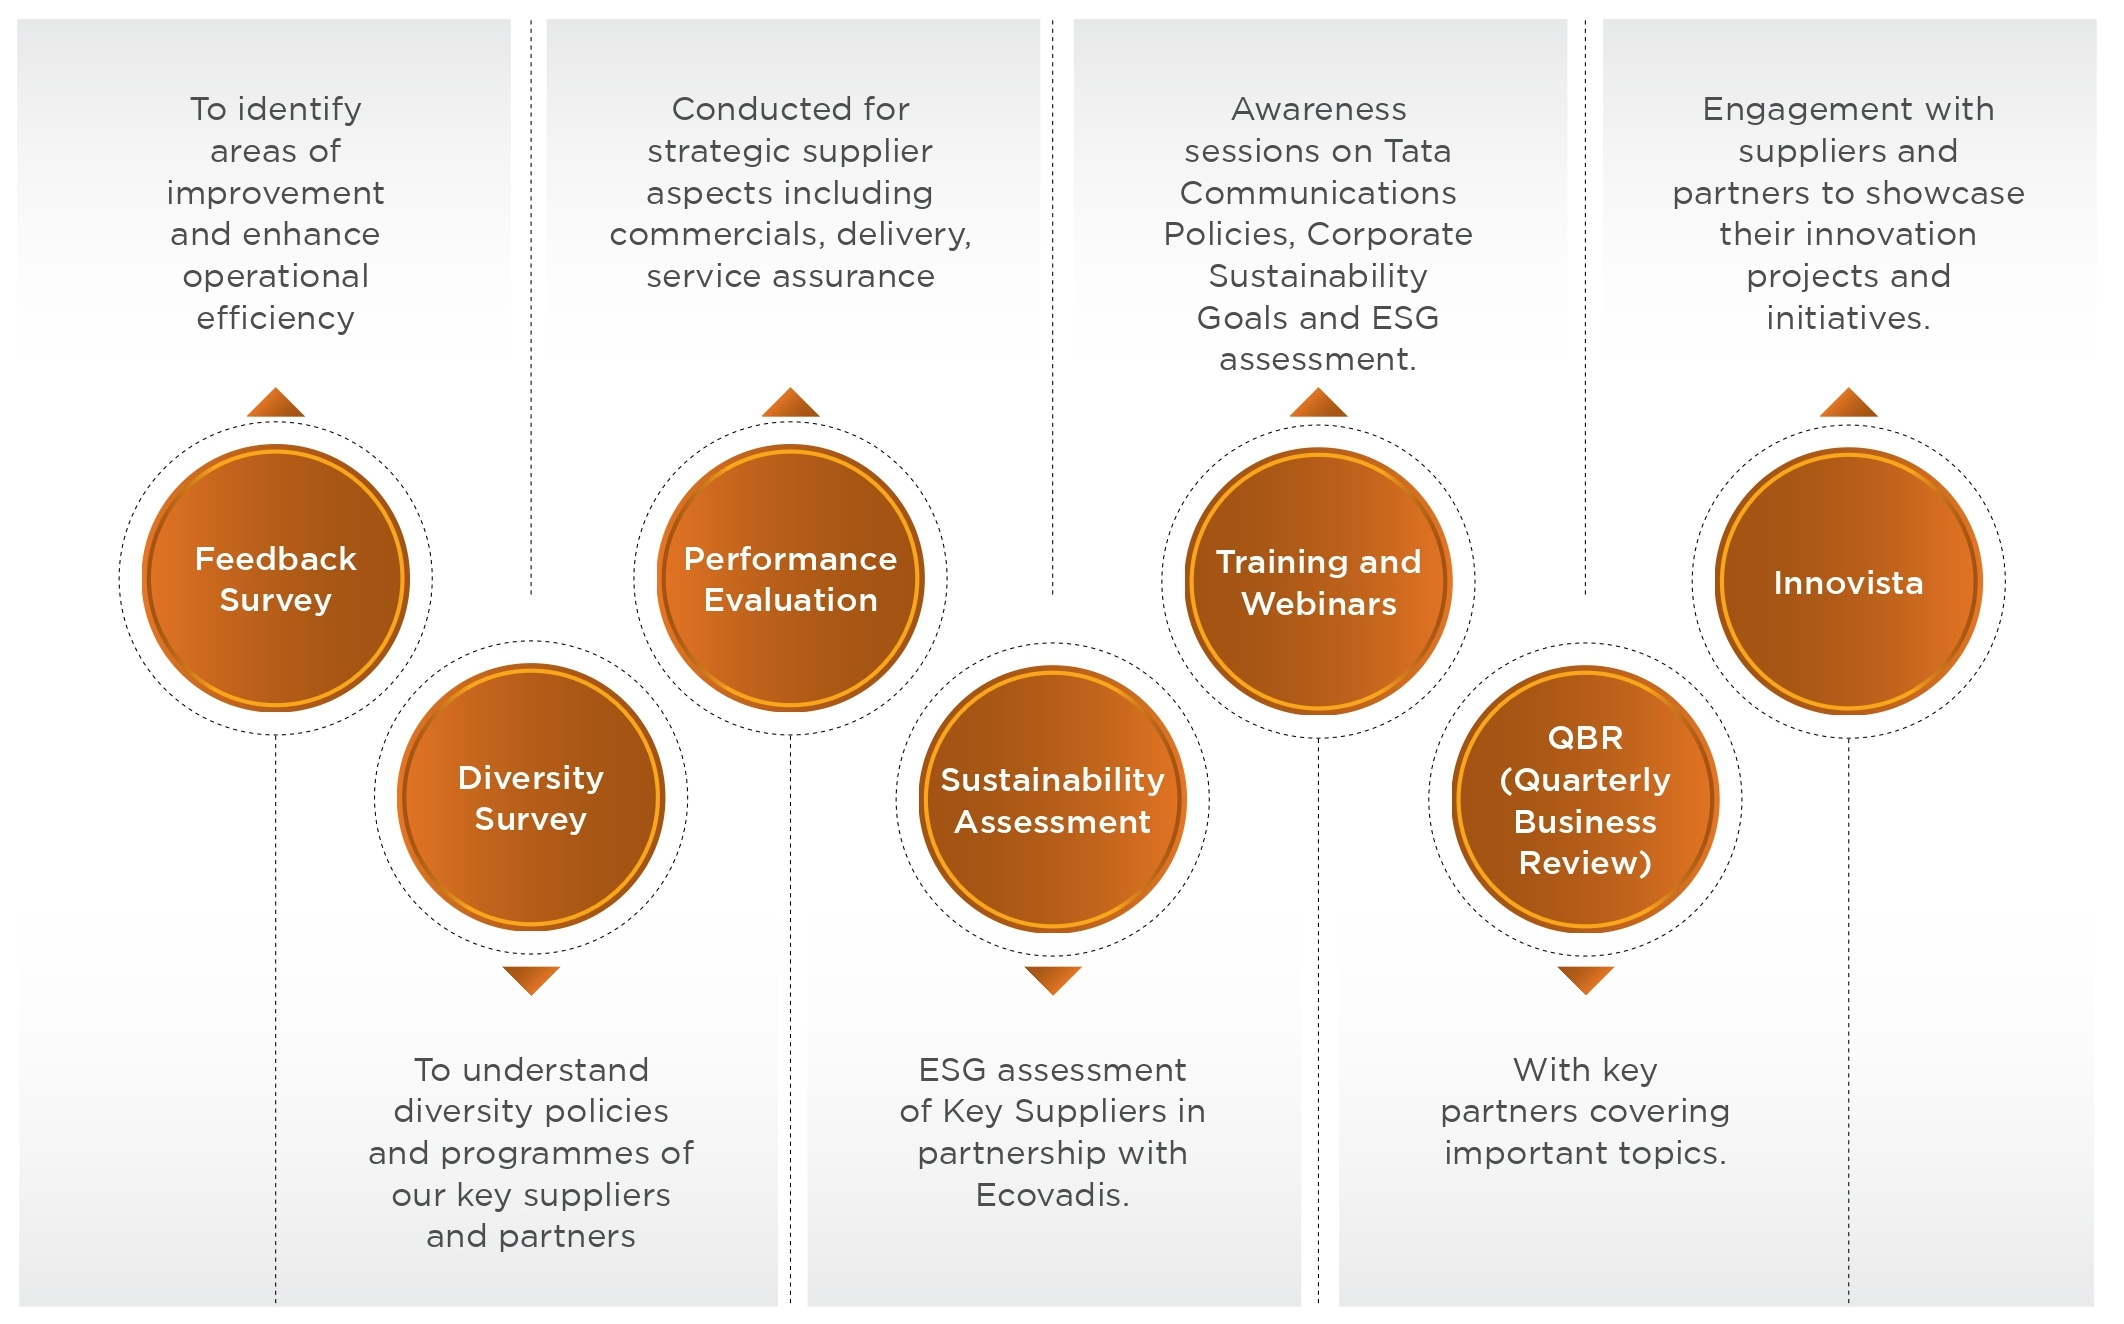 To identify
areas of
improvement
and enhance
operational
efficiency
Conducted for
strategic supplier
aspects including
commercials, delivery,
service assurance
Awareness
sessions on Tata
Communications
Policies, Corporate
Sustainability
Goals and ESG
assessment.
Engagement with
suppliers and
partners to showcase
their innovation
projects and
initiatives.
Feedback
Survey
Performance
Evaluation
Training and
Webinars
Innovista
Diversity
Survey
Sustainability
Assessment
QBR
(Quarterly
Business
Review)
To understand
diversity policies
and programmes of
our key suppliers
and partners
ESG assessment
of Key Suppliers in
partnership with
Ecovadis.
With key
partners covering
important topics.